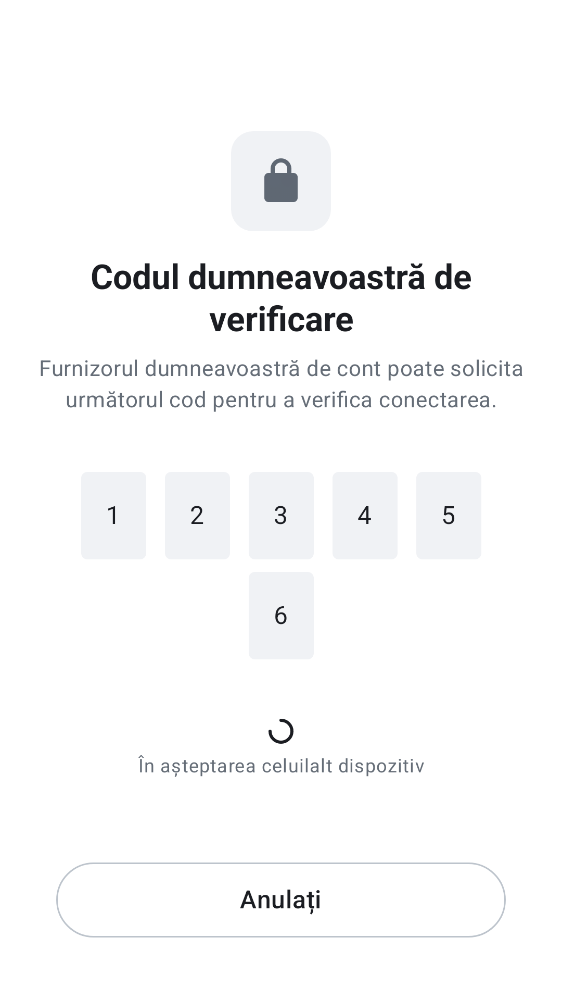 Codul dumneavoastră de
verificare
Furnizorul dumneavoastră de cont poate solicita
următorul cod pentru a verifica conectarea.
1 2 3 4 5
6
În așteptarea celuilalt dispozitiv
Anulați